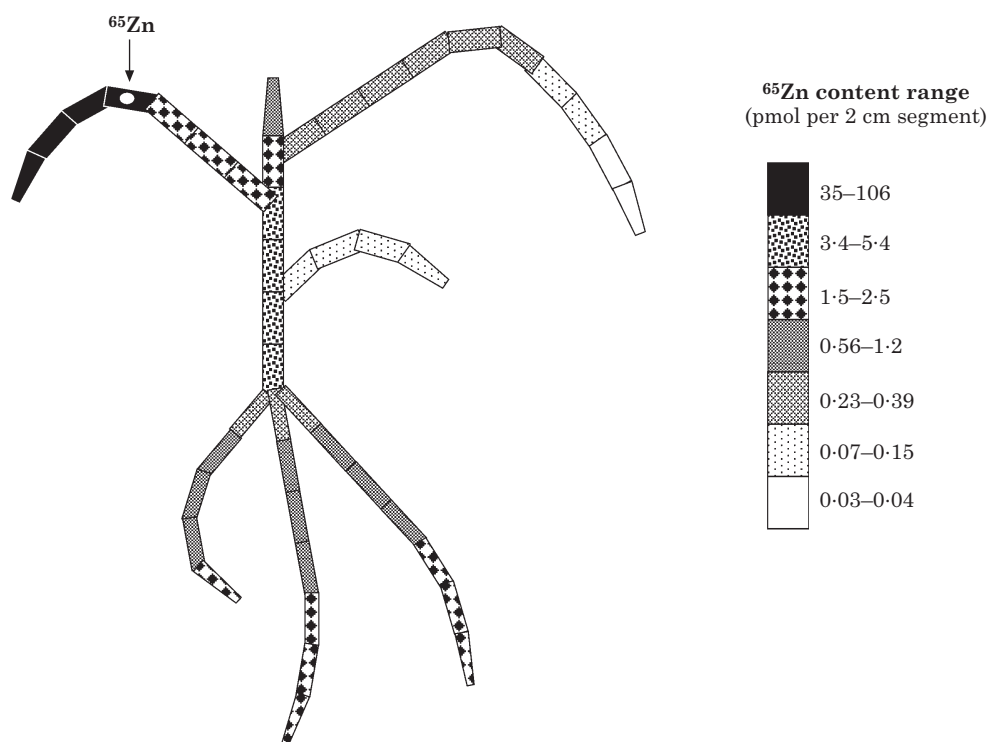 ⁶⁵Zn
⁶⁵Zn content range
(pmol per 2 cm segment)
35–106
3·4–5·4
1·5–2·5
0·56–1·2
0·23–0·39
0·07–0·15
0·03–0·04